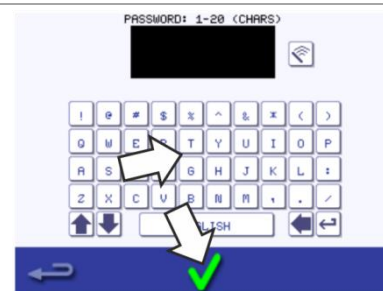 PASSWORD: 1-20 (CHARS)
! @ # $ % ^ & * ( )
Q W E T Y U I O P
A S G H J K L :
Z X C V B N M , . /